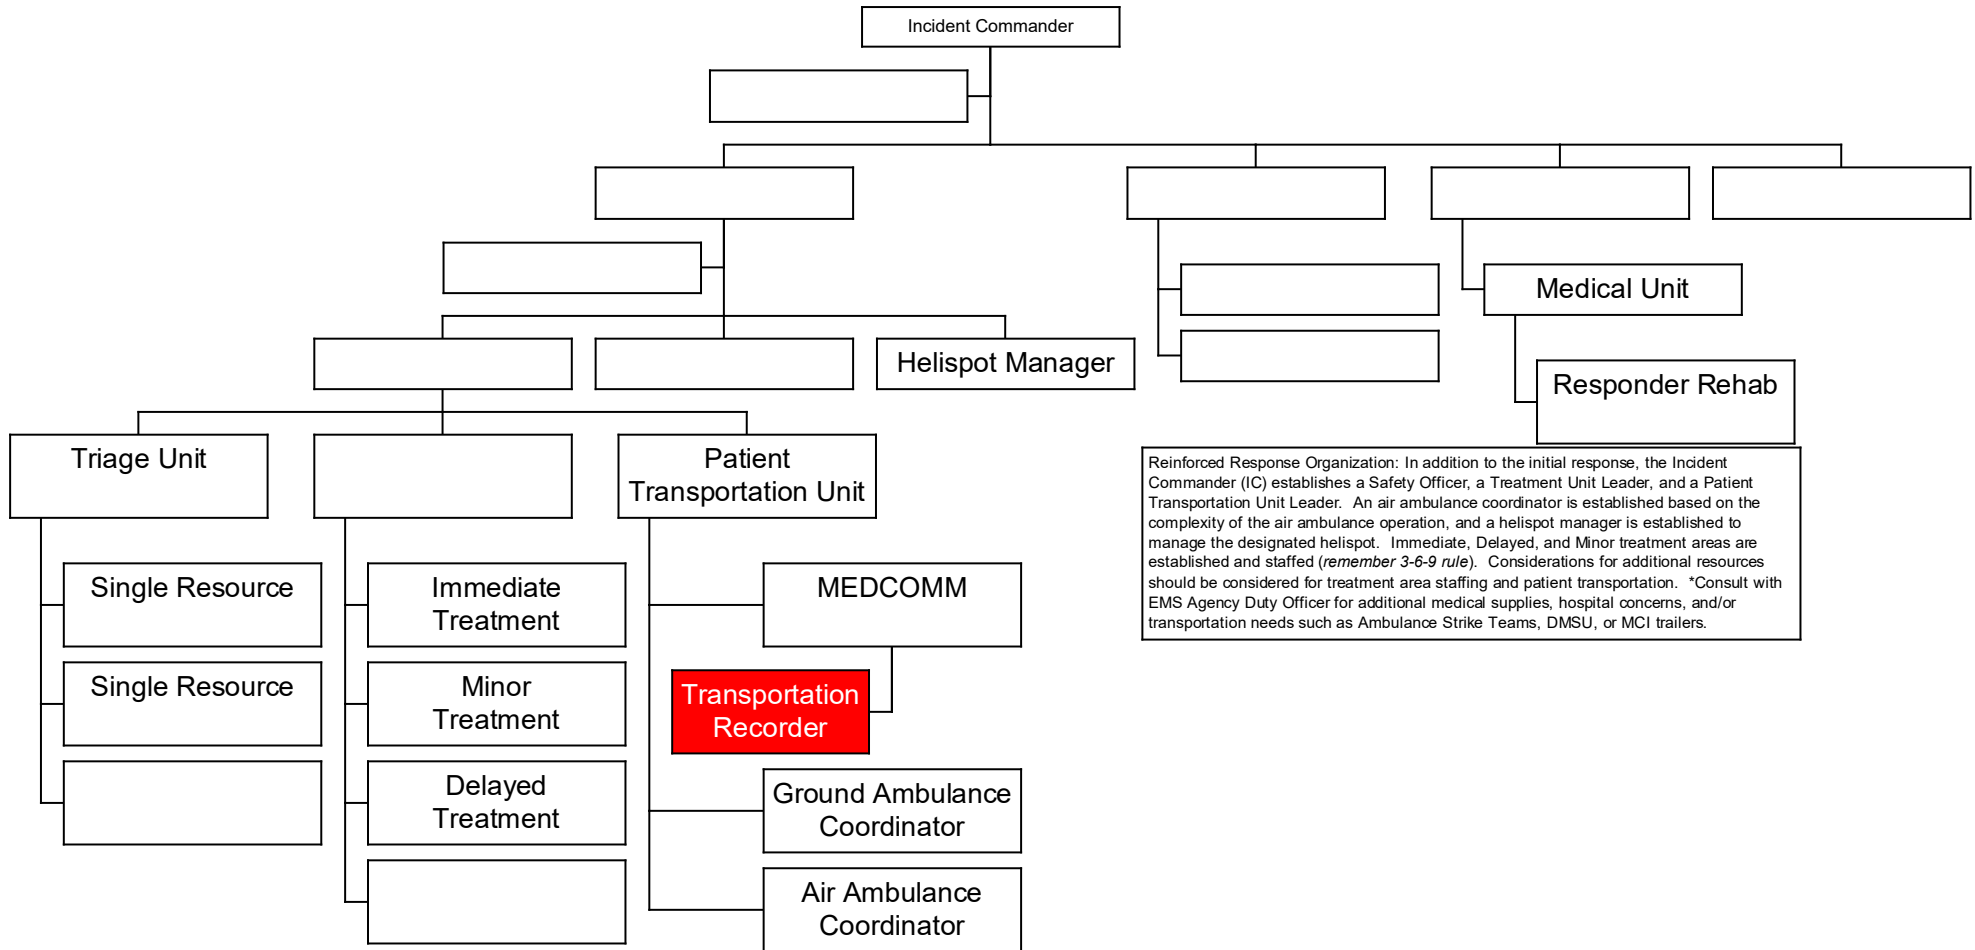 Incident Commander
Medical Unit
Helispot Manager
Responder Rehab
Triage Unit
Patient
Transportation Unit
Reinforced Response Organization: In addition to the initial response, the Incident
Commander (IC) establishes a Safety Officer, a Treatment Unit Leader, and a Patient
Transportation Unit Leader. An air ambulance coordinator is established based on the
complexity of the air ambulance operation, and a helispot manager is established to
manage the designated helispot. Immediate, Delayed, and Minor treatment areas are
established and staffed (remember 3-6-9 rule). Considerations for additional resources
should be considered for treatment area staffing and patient transportation. *Consult with
EMS Agency Duty Officer for additional medical supplies, hospital concerns, and/or
transportation needs such as Ambulance Strike Teams, DMSU, or MCI trailers.
Single Resource
Immediate
Treatment
MEDCOMM
Single Resource
Minor
Treatment
Transportation
Recorder
Delayed
Treatment
Ground Ambulance
Coordinator
Air Ambulance
Coordinator